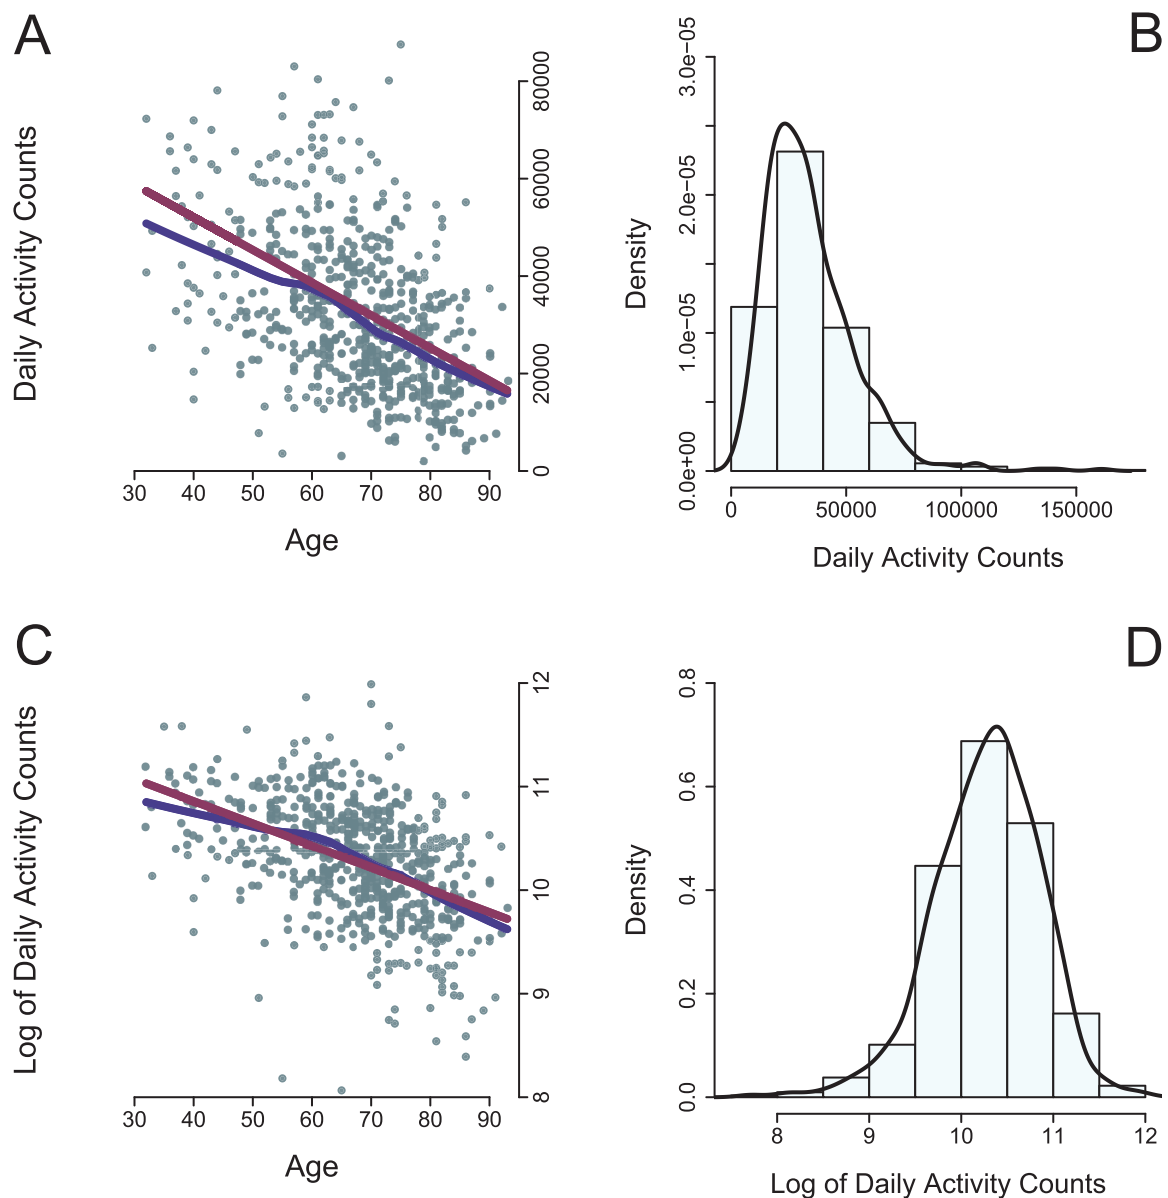 A
Daily Activity Counts
0
20000
40000
60000
80000
30 40 50 60 70 80 90
Age
B
Density
0.0e+00
1.0e−05
2.0e−05
3.0e−05
0 50000 100000 150000
Daily Activity Counts
C
Log of Daily Activity Counts
8
9
10
11
12
30 40 50 60 70 80 90
Age
D
Density
0.0
0.2
0.4
0.6
0.8
8 9 10 11 12
Log of Daily Activity Counts